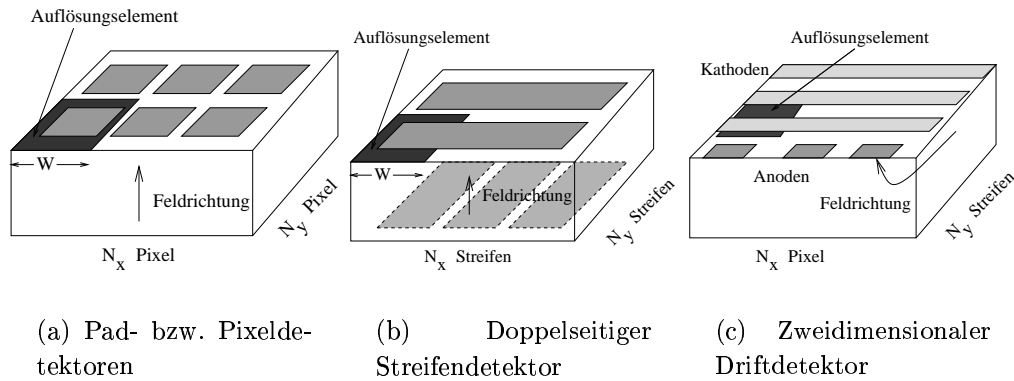 Auflösungselement
W
Feldrichtung
N_x Pixel
N_y Pixel
(a) Pad- bzw. Pixelde-
tektoren
Auflösungselement
W
Feldrichtung
N_x Streifen
N_y Streifen
(b) Doppelseitiger
Streifendetektor
Auflösungselement
Kathoden
Anoden
Feldrichtung
N_x Pixel
N_y Streifen
(c) Zweidimensionaler
Driftdetektor